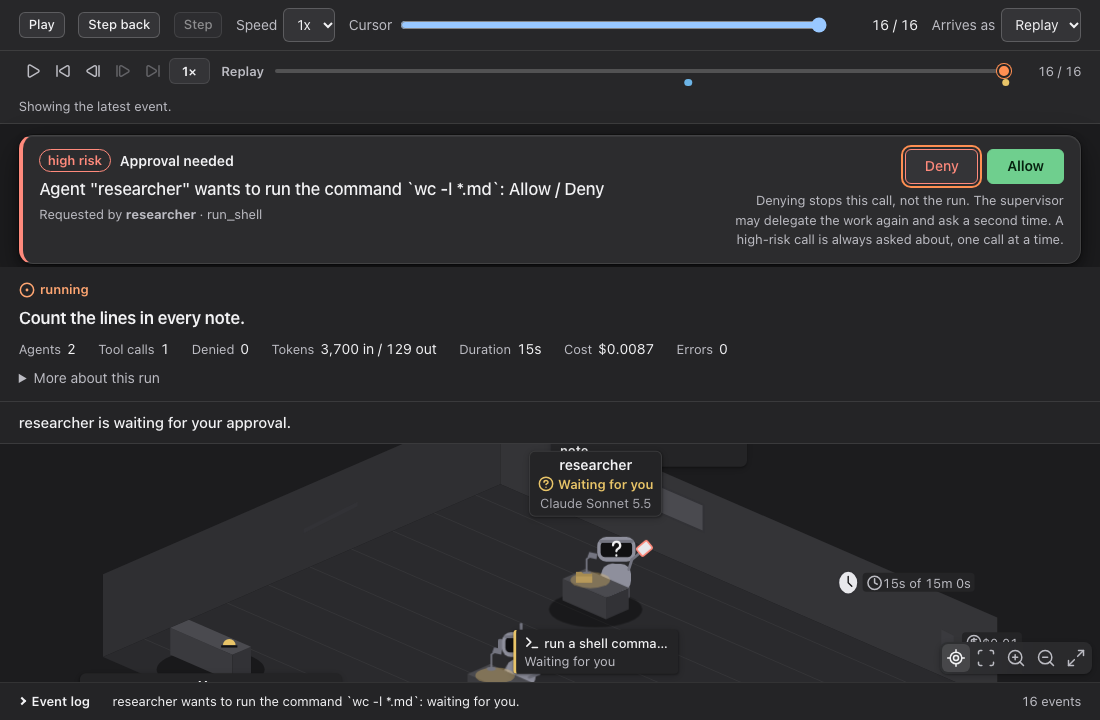 Play
Step back
Step
Speed
1x
Cursor
16 / 16
Arrives as
Replay
1×
Replay
16 / 16
Showing the latest event.
high risk
Approval needed
Deny
Allow
Agent "researcher" wants to run the command `wc -l *.md`: Allow / Deny
Requested by researcher · run_shell
Denying stops this call, not the run. The supervisor
may delegate the work again and ask a second time. A
high-risk call is always asked about, one call at a time.
running
Count the lines in every note.
Agents 2 Tool calls 1 Denied 0 Tokens 3,700 in / 129 out Duration 15s Cost $0.0087 Errors 0
More about this run
researcher is waiting for your approval.
note
researcher
Waiting for you
Claude Sonnet 5.5
?
15s of 15m 0s
run a shell comma...
Waiting for you
Event log
researcher wants to run the command `wc -l *.md`: waiting for you.
16 events